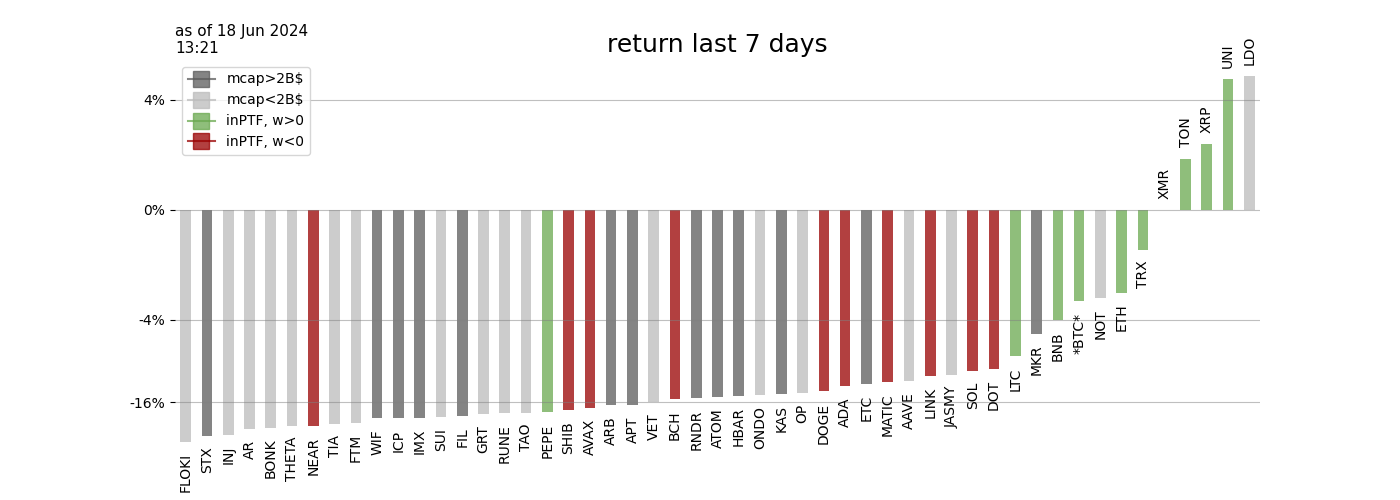 as of 18 Jun 2024
13:21
return last 7 days
mcap>2B$
mcap<2B$
inPTF, w>0
inPTF, w<0
4%
0%
-4%
-16%
FLOKI
STX
INJ
AR
BONK
THETA
NEAR
TIA
FTM
WIF
ICP
IMX
SUI
FIL
GRT
RUNE
TAO
PEPE
SHIB
AVAX
ARB
APT
VET
BCH
RNDR
ATOM
HBAR
ONDO
KAS
OP
DOGE
ADA
ETC
MATIC
AAVE
LINK
JASMY
SOL
DOT
LTC
MKR
BNB
*BTC*
NOT
ETH
TRX
XMR
TON
XRP
UNI
LDO